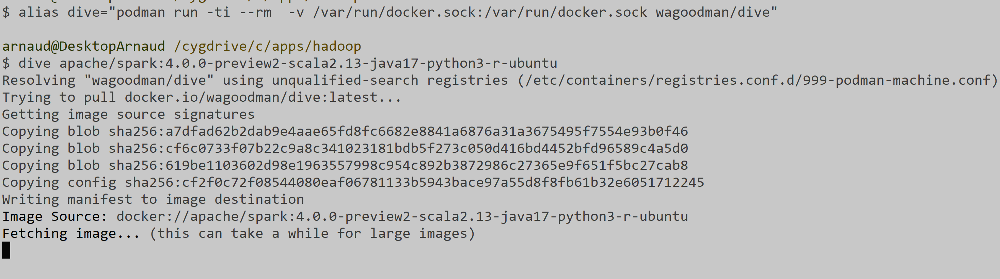 $ alias dive="podman run -ti --rm  -v /var/run/docker.sock:/var/run/docker.sock wagoodman/dive"
arnaud@DesktopArnaud /cygdrive/c/apps/hadoop
$ dive apache/spark:4.0.0-preview2-scala2.13-java17-python3-r-ubuntu
Resolving "wagoodman/dive" using unqualified-search registries (/etc/containers/registries.conf.d/999-podman-machine.conf)
Trying to pull docker.io/wagoodman/dive:latest...
Getting image source signatures
Copying blob sha256:a7dfad62b2dab9e4aae65fd8fc6682e8841a6876a31a3675495f7554e93b0f46
Copying blob sha256:cf6c0733f07b22c9a8c341023181bdb5f273c050d416bd4452bfd96589c4a5d0
Copying blob sha256:619be1103602d98e1963557998c954c892b3872986c27365e9f651f5bc27cab8
Copying config sha256:cf2f0c72f08544080eaf06781133b5943bace97a55d8f8fb61b32e6051712245
Writing manifest to image destination
Image Source: docker://apache/spark:4.0.0-preview2-scala2.13-java17-python3-r-ubuntu
Fetching image... (this can take a while for large images)